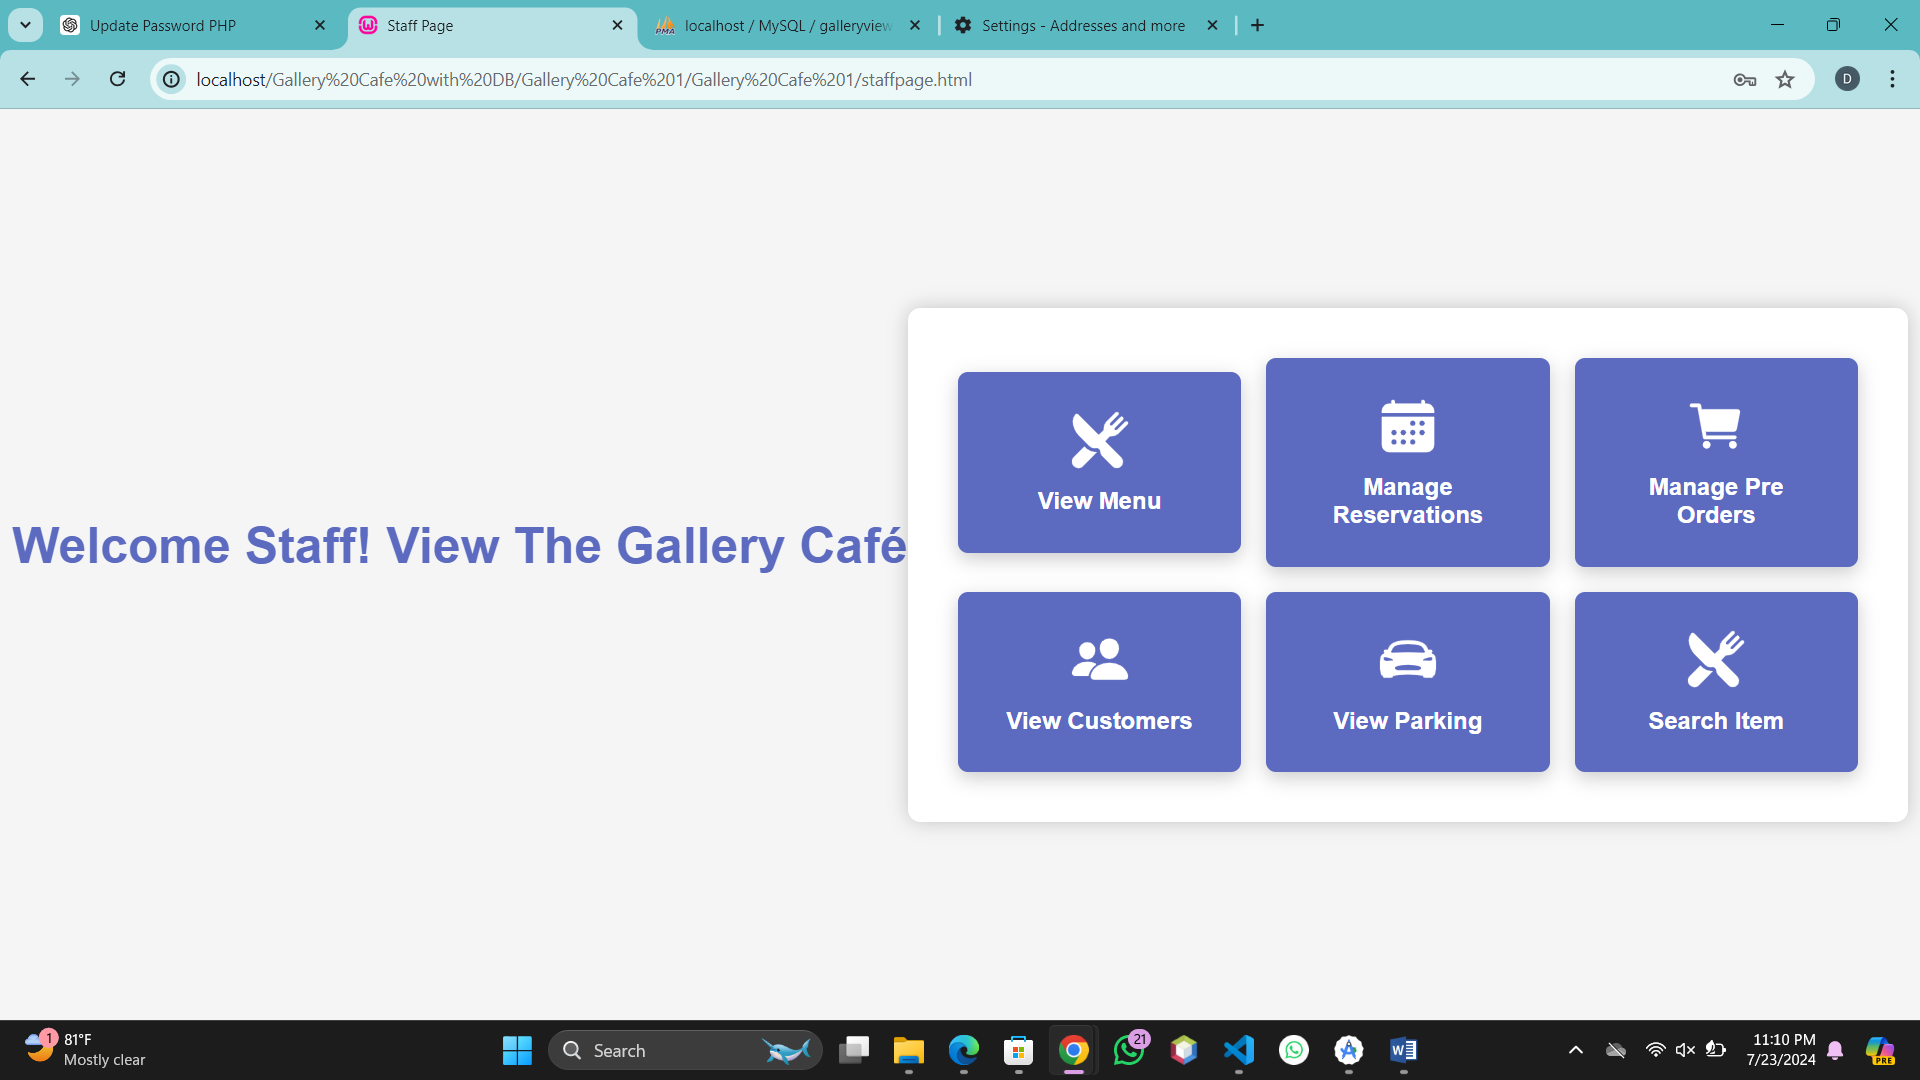 Update Password PHP
Staff Page
localhost / MySQL / galleryview
Settings - Addresses and more
localhost/Gallery%20Cafe%20with%20DB/Gallery%20Cafe%201/Gallery%20Cafe%201/staffpage.html
D
Welcome Staff! View The Gallery Café
View Menu
Manage
Reservations
Manage Pre
Orders
View Customers
View Parking
Search Item
1
81°F
Mostly clear
Search
21
W
11:10 PM
7/23/2024
PRE